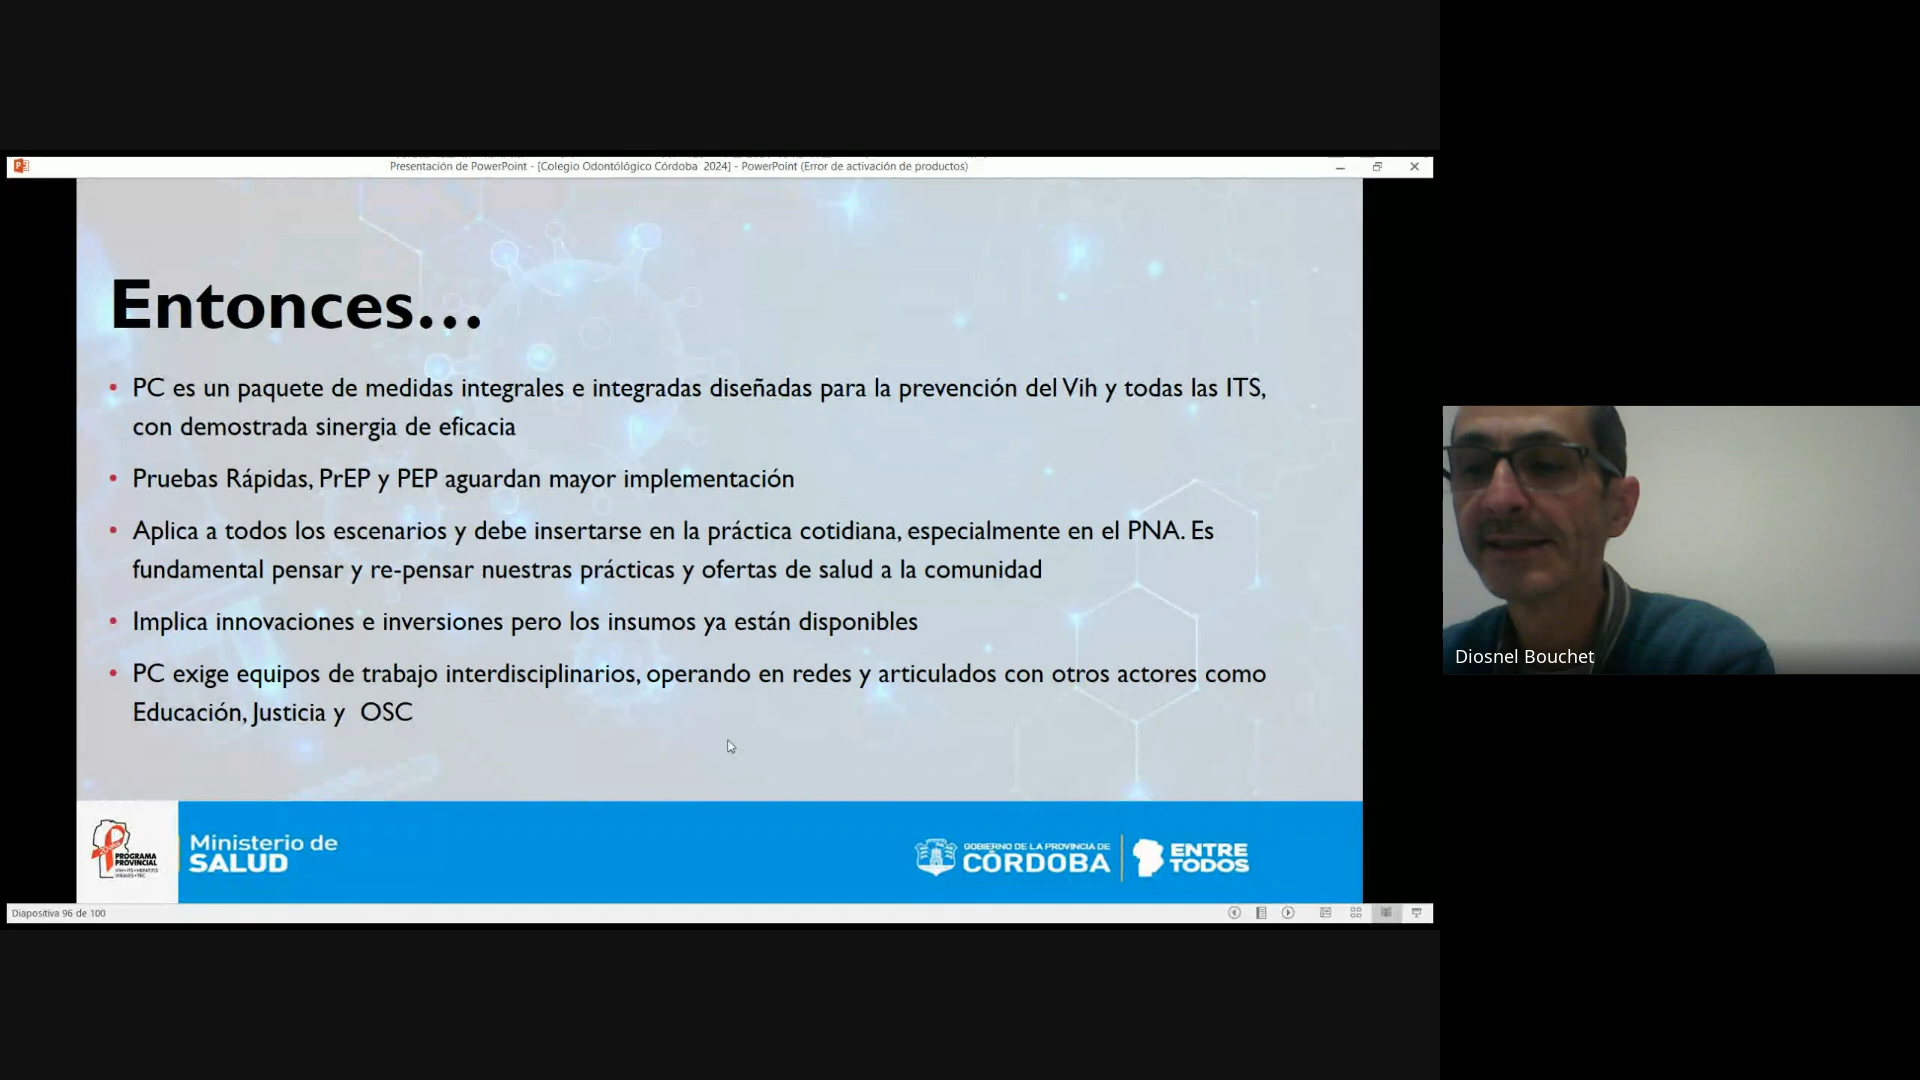 Presentación de PowerPoint - [Colegio Odontólógico Córdoba  2024] - PowerPoint (Error de activación de productos)
Entonces...
• PC es un paquete de medidas integrales e integradas diseñadas para la prevención del Vih y todas las ITS,
con demostrada sinergia de eficacia
• Pruebas Rápidas, PrEP y PEP aguardan mayor implementación
• Aplica a todos los escenarios y debe insertarse en la práctica cotidiana, especialmente en el PNA. Es
fundamental pensar y re-pensar nuestras prácticas y ofertas de salud a la comunidad
• Implica innovaciones e inversiones pero los insumos ya están disponibles
• PC exige equipos de trabajo interdisciplinarios, operando en redes y articulados con otros actores como
Educación, Justicia y  OSC
Diosnel Bouchet
PROGRAMA
PROVINCIAL
Ministerio de
SALUD
GOBIERNO DE LA PROVINCIA DE
CÓRDOBA
ENTRE
TODOS
Diapositiva 96 de 100